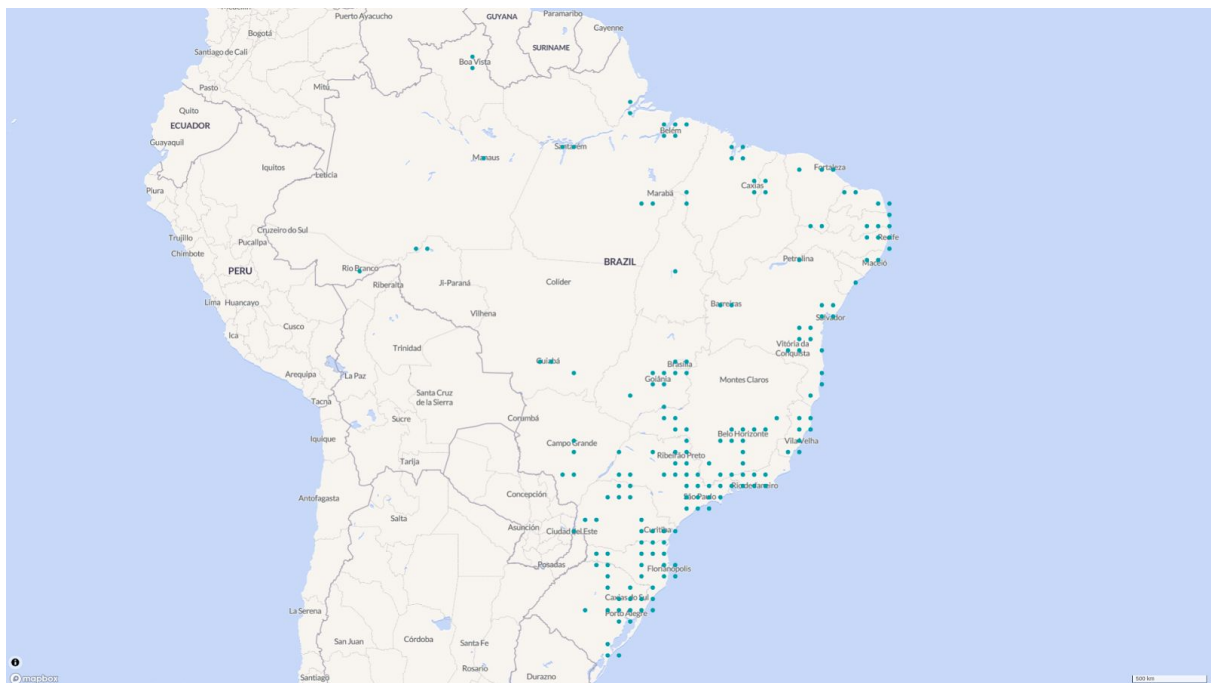 Puerto Ayacucho
GUYANA
Paramaribo
Bogotá
Cayenne
Santiago de Cali
SURINAME
Boa Vista
Pasto
Mitú
Quito
ECUADOR
Belém
Guayaquil
Santarém
Manaus
Iquitos
Fortaleza
Leticia
Caxias
Piura
Marabá
Cruzeiro do Sul
Trujillo
Pucallpa
Recife
Chimbote
Petrolina
Maceió
PERU
Rio Branco
BRAZIL
Riberalta
Ji-Paraná
Colíder
Lima
Huancayo
Barreiras
Vilhena
Salvador
Cusco
Ica
Trinidad
Vitória da
Conquista
Cuiabá
Brasília
Arequipa
La Paz
Goiânia
Montes Claros
Santa Cruz
de la Sierra
Tacna
Sucre
Corumbá
Iquique
Belo Horizonte
Campo Grande
Vila Velha
Ribeirão Preto
Tarija
Rio de Janeiro
Antofagasta
Concepción
São Paulo
Salta
Asunción
Ciudad del Este
Curitiba
Posadas
Florianópolis
Caxias do Sul
La Serena
Porto Alegre
San Juan
Córdoba
Santa Fe
Rosario
Santiago
Durazno
mapbox
500 km